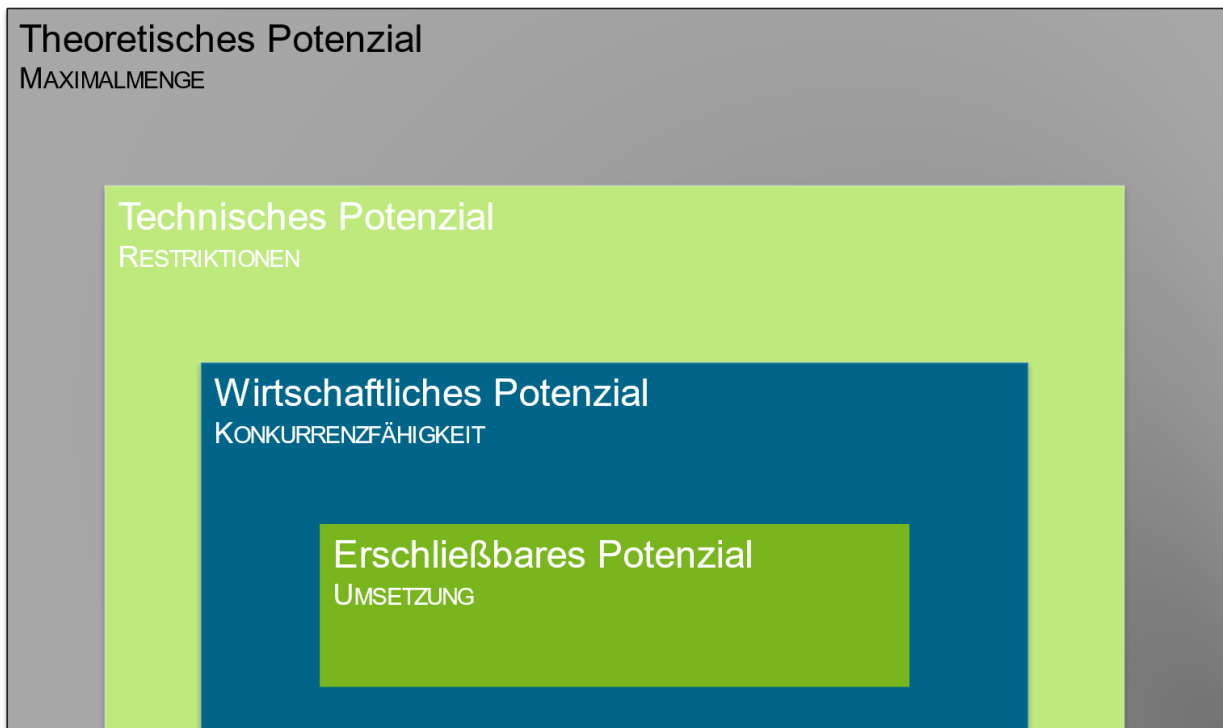 Theoretisches Potenzial
MAXIMALMENGE
Technisches Potenzial
RESTRIKTIONEN
Wirtschaftliches Potenzial
KONKURRENZFÄHIGKEIT
Erschließbares Potenzial
UMSETZUNG